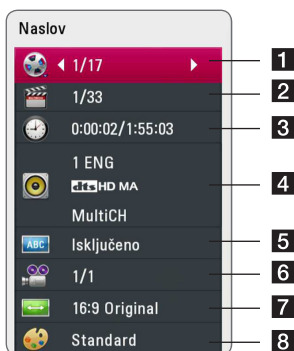 Naslov
1/17 1
1/33 2
0:00:02/1:55:03 3
1 ENG
dts HD MA 4
MultiCH
ABC Isključeno 5
1/1 6
16:9 Original 7
Standard 8